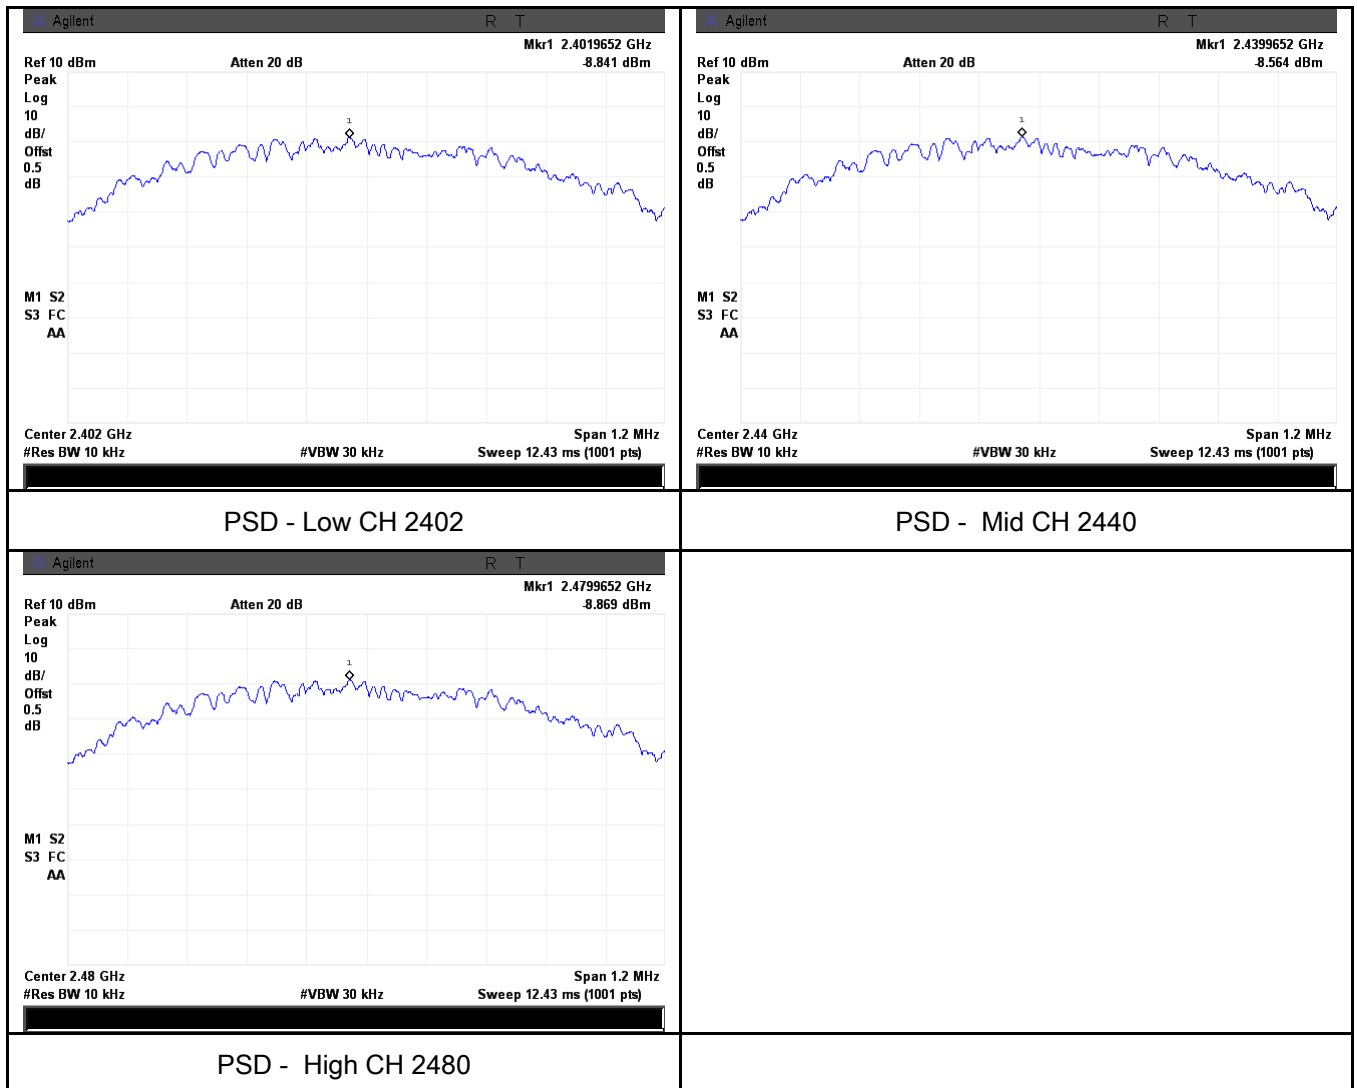 Agilent R T
Mkr1 2.4019652 GHz
Ref 10 dBm Atten 20 dB -8.841 dBm
Peak
Log
10
dB/
Offst
0.5
dB
1
M1 S2
S3 FC
AA
Center 2.402 GHz Span 1.2 MHz
#Res BW 10 kHz #VBW 30 kHz Sweep 12.43 ms (1001 pts)
PSD - Low CH 2402
Agilent R T
Mkr1 2.4399652 GHz
Ref 10 dBm Atten 20 dB -8.564 dBm
Peak
Log
10
dB/
Offst
0.5
dB
1
M1 S2
S3 FC
AA
Center 2.44 GHz Span 1.2 MHz
#Res BW 10 kHz #VBW 30 kHz Sweep 12.43 ms (1001 pts)
PSD - Mid CH 2440
Agilent R T
Mkr1 2.4799652 GHz
Ref 10 dBm Atten 20 dB -8.869 dBm
Peak
Log
10
dB/
Offst
0.5
dB
1
M1 S2
S3 FC
AA
Center 2.48 GHz Span 1.2 MHz
#Res BW 10 kHz #VBW 30 kHz Sweep 12.43 ms (1001 pts)
PSD - High CH 2480